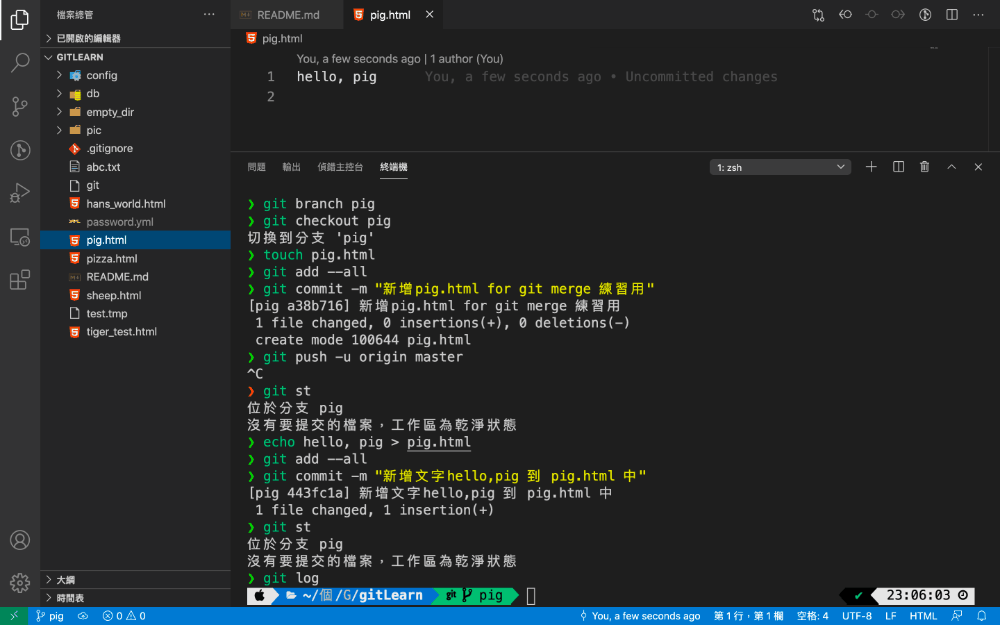 檔案總管 ...
README.md
pig.html
已開啟的編輯器
GITLEARN
config
db
empty_dir
pic
.gitignore
abc.txt
git
hans_world.html
password.yml
pig.html
pizza.html
README.md
sheep.html
test.tmp
tiger_test.html
大綱
時間表
pig.html
You, a few seconds ago | 1 author (You)
1 hello, pig You, a few seconds ago • Uncommitted changes
2
問題 輸出 偵錯主控台 終端機 1: zsh
❯ git branch pig
❯ git checkout pig
切換到分支 'pig'
❯ touch pig.html
❯ git add --all
❯ git commit -m "新增pig.html for git merge 練習用"
[pig a38b716] 新增pig.html for git merge 練習用
1 file changed, 0 insertions(+), 0 deletions(-)
create mode 100644 pig.html
❯ git push -u origin master
^C
❯ git st
位於分支 pig
沒有要提交的檔案，工作區為乾淨狀態
❯ echo hello, pig > pig.html
❯ git add --all
❯ git commit -m "新增文字hello,pig 到 pig.html 中"
[pig 443fc1a] 新增文字hello,pig 到 pig.html 中
1 file changed, 1 insertion(+)
❯ git st
位於分支 pig
沒有要提交的檔案，工作區為乾淨狀態
❯ git log
~/個/G/gitLearn git pig ✔ 23:06:03
pig 0 0 You, a few seconds ago 第 1 行，第 1 欄 空格: 4 UTF-8 LF HTML